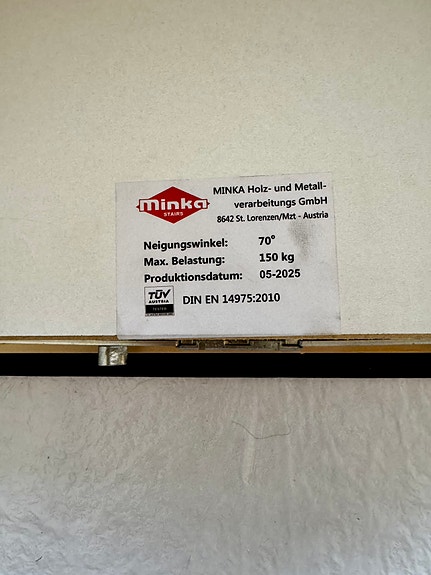 minka
STAIRS
MINKA Holz- und Metall-
verarbeitungs GmbH
8642 St. Lorenzen/Mzt - Austria
Neigungswinkel: 70°
Max. Belastung: 150 kg
Produktionsdatum: 05-2025
TÜV
AUSTRIA
TESTED
DIN EN 14975:2010